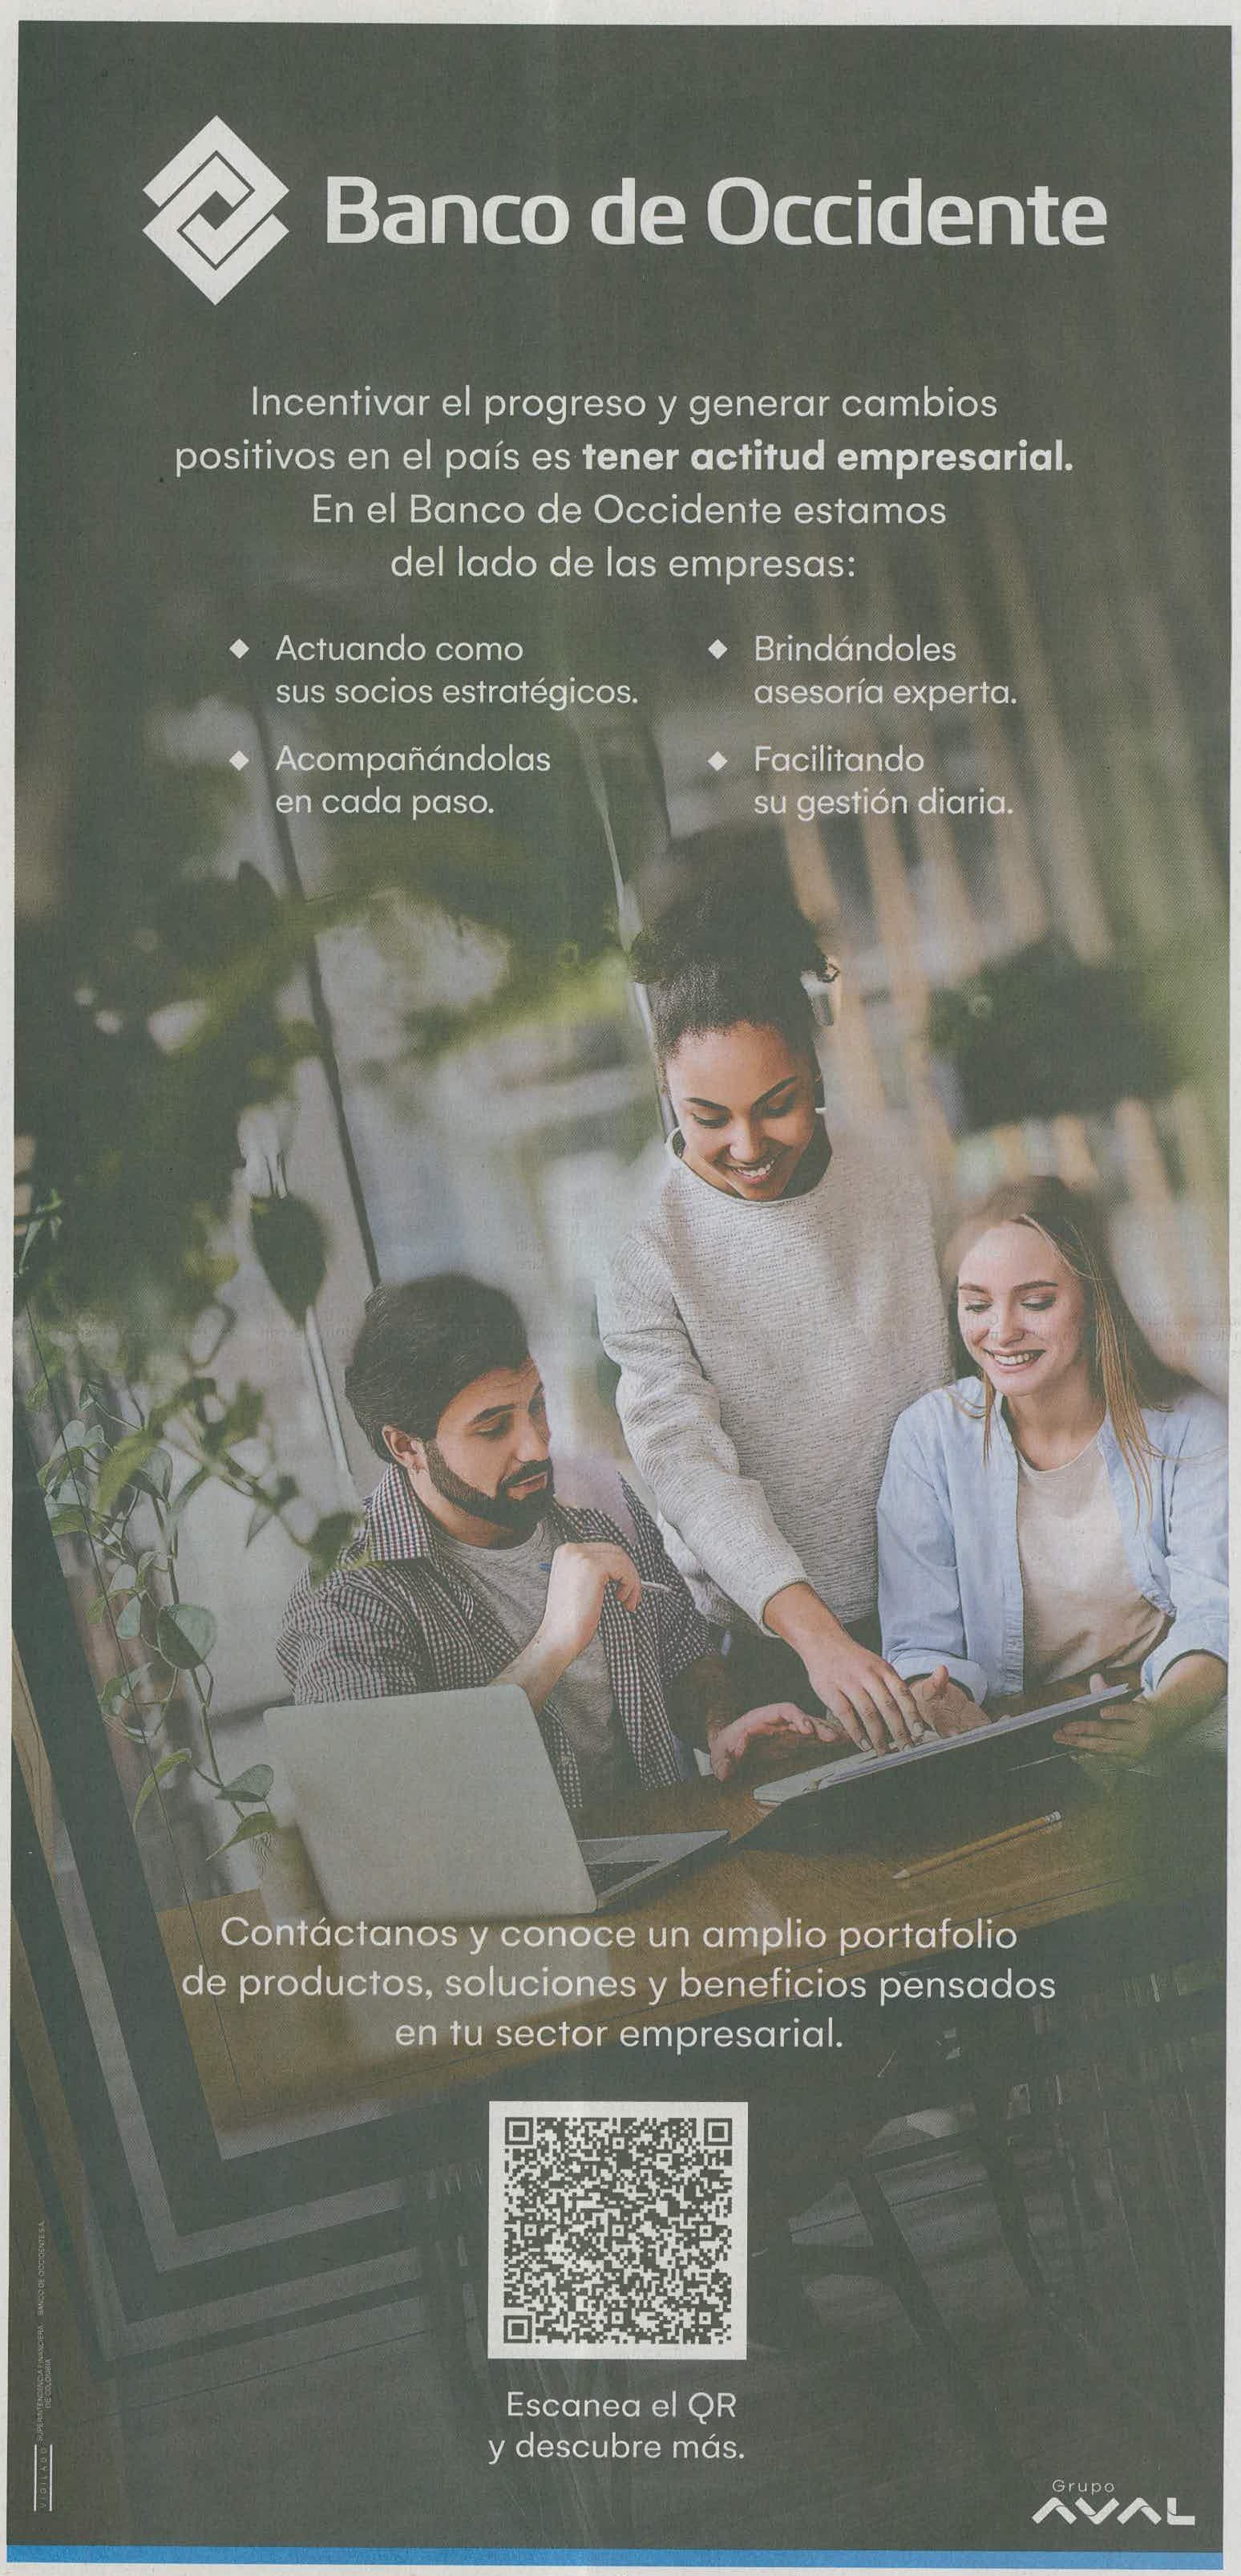 Banco de Occidente
Incentivar el progreso y generar cambios
positivos en el país es tener actitud empresarial.
En el Banco de Occidente estamos
del lado de las empresas:
Actuando como
sus socios estratégicos.
Acompañándolas
en cada paso.
Brindándoles
asesoría experta.
Facilitando
su gestión diaria.
Contáctanos y conoce un amplio portafolio
de productos, soluciones y beneficios pensados
en tu sector empresarial.
Escanea el QR
y descubre más.
Grupo
AVAL
VIGILADO
SUPERINTENDENCIA FINANCIERA
DE COLOMBIA
BANCO DE OCCIDENTE S.A.